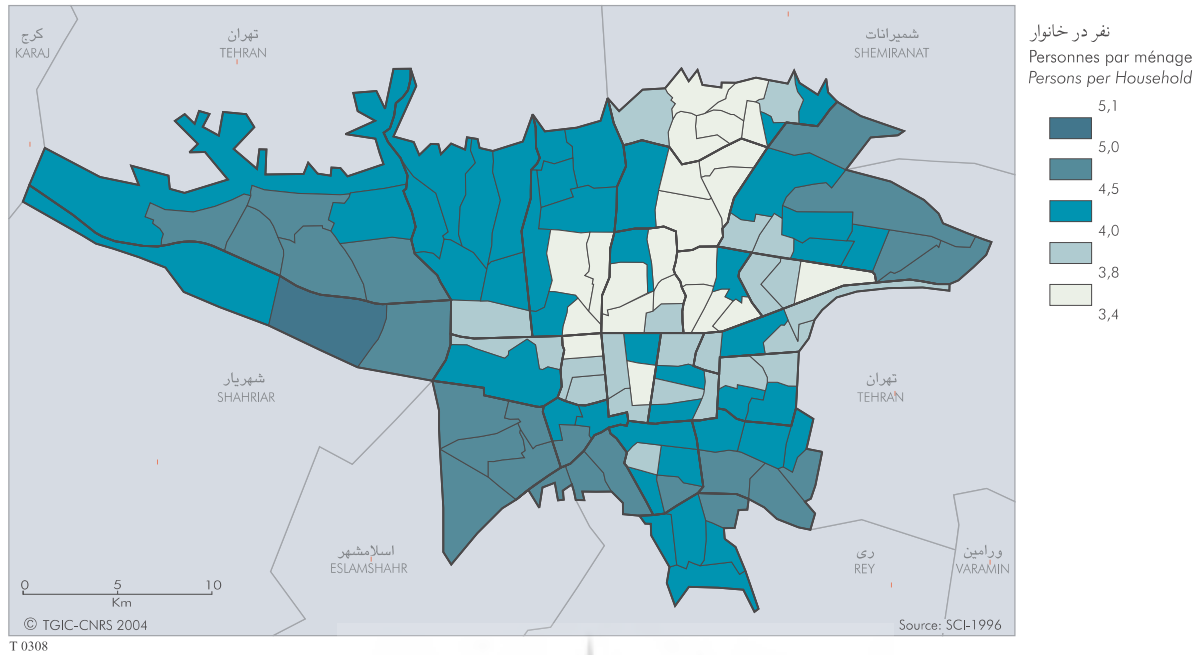 کرج
KARAJ
تهران
TEHRAN
شمیرانات
SHEMIRANAT
شهریار
SHAHRIAR
تهران
TEHRAN
اسلامشهر
ESLAMSHAHR
ری
REY
ورامین
VARAMIN
0 5 10
Km
© TGIC-CNRS 2004
Source: SCI-1996
T 0308
نفر در خانوار
Personnes par ménage
Persons per Household
5,1
5,0
4,5
4,0
3,8
3,4